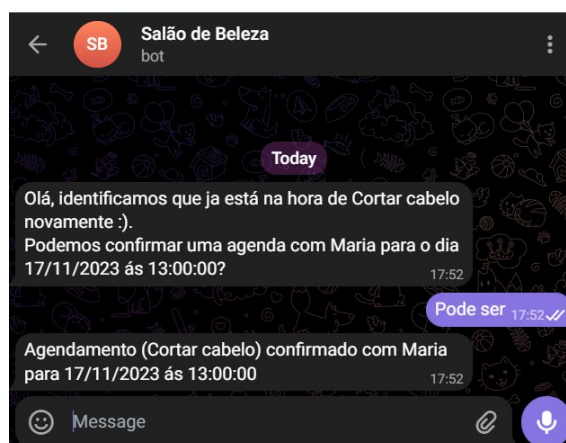 SB
Salão de Beleza
bot
Today
Olá, identificamos que ja está na hora de Cortar cabelo
novamente :).
Podemos confirmar uma agenda com Maria para o dia
17/11/2023 ás 13:00:00?
17:52
Pode ser 17:52
Agendamento (Cortar cabelo) confirmado com Maria
para 17/11/2023 ás 13:00:00
17:52
Message